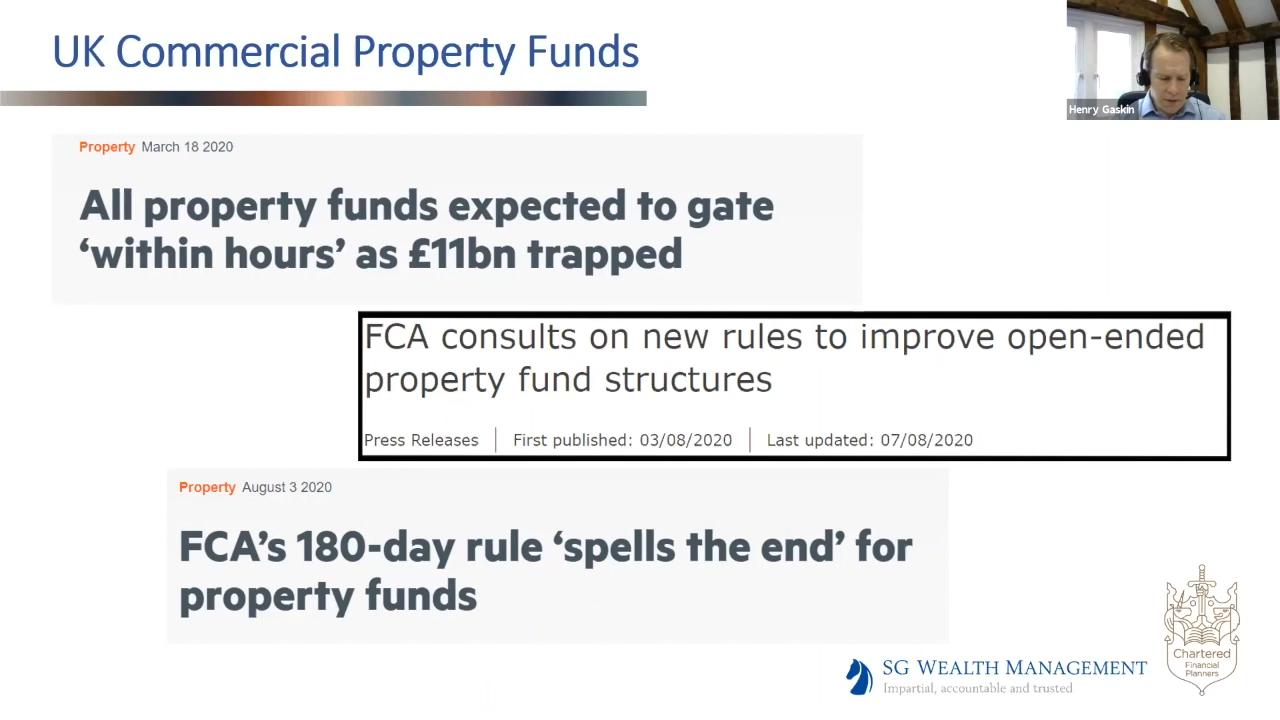 UK Commercial Property Funds
Henry Gaskin
Property March 18 2020
All property funds expected to gate
‘within hours’ as £11bn trapped
FCA consults on new rules to improve open-ended
property fund structures
Press Releases | First published: 03/08/2020 | Last updated: 07/08/2020
Property August 3 2020
FCA’s 180-day rule ‘spells the end’ for
property funds
SG WEALTH MANAGEMENT
Impartial, accountable and trusted
Chartered
Financial
Planners